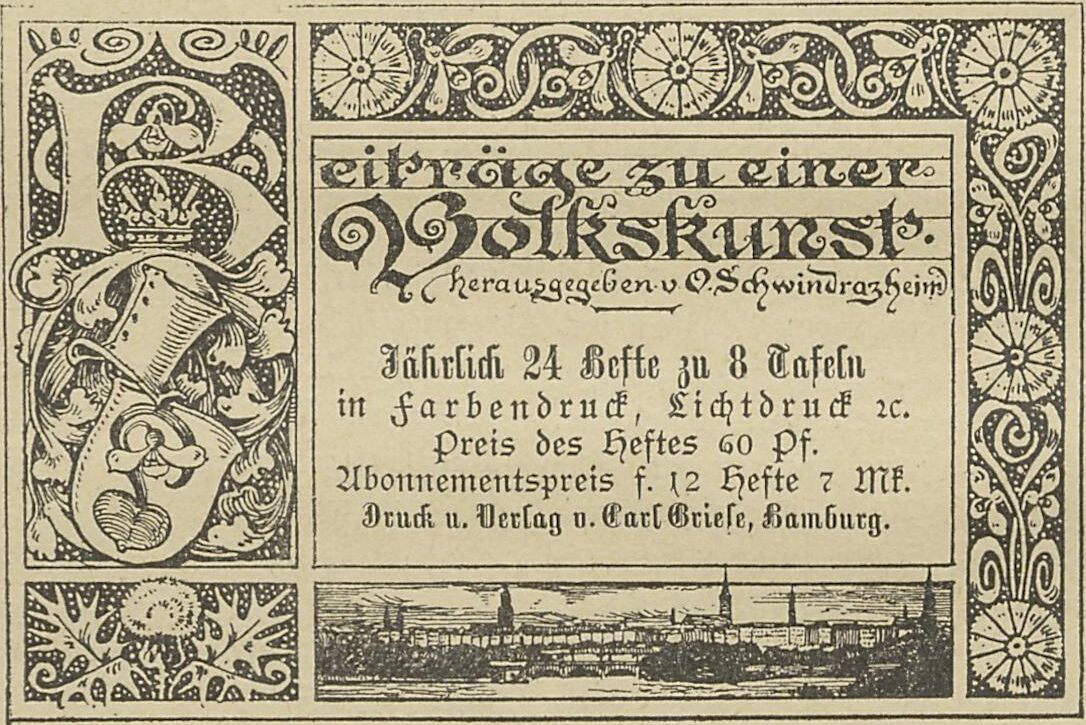 Beiträge zu einer
Volkskunst.
herausgegeben v O. Schwindrazheim
Jährlich 24 Hefte zu 8 Tafeln
in Farbendruck, Lichtdruck ꝛc.
Preis des Heftes 60 Pf.
Abonnementspreis f. 12 Hefte 7 Mk.
Druck u. Verlag v. Carl Griese, Hamburg.